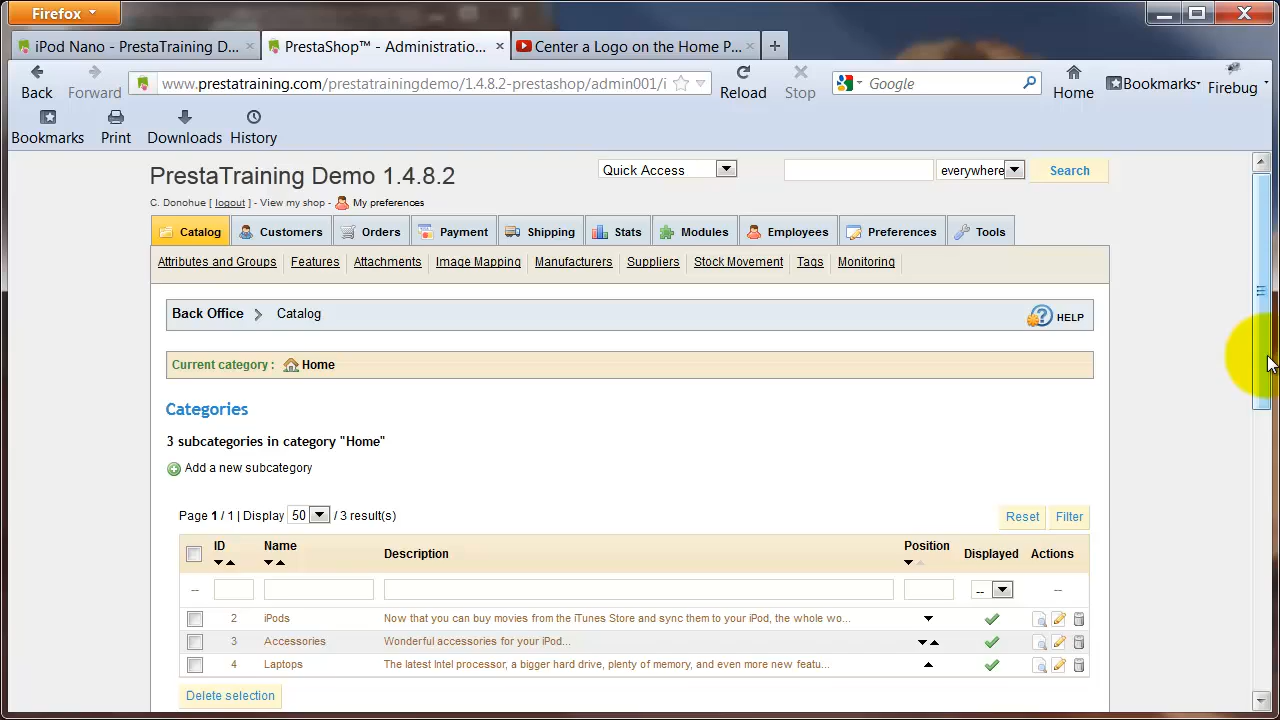 Firefox
iPod Nano - PrestaTraining D...
PrestaShop™ - Administratio...
Center a Logo on the Home P...
Back
Forward
www.prestatraining.com/prestatrainingdemo/1.4.8.2-prestashop/admin001/i
Reload
Stop
Google
Home
Bookmarks
Firebug
Bookmarks
Print
Downloads
History
PrestaTraining Demo 1.4.8.2
Quick Access
everywhere
Search
C. Donohue [ logout ] - View my shop - My preferences
Catalog
Customers
Orders
Payment
Shipping
Stats
Modules
Employees
Preferences
Tools
Attributes and Groups
Features
Attachments
Image Mapping
Manufacturers
Suppliers
Stock Movement
Tags
Monitoring
Back Office > Catalog
HELP
Current category : Home
Categories
3 subcategories in category "Home"
Add a new subcategory
Page 1 / 1 | Display 50 / 3 result(s)
Reset
Filter
ID
Name
Description
Position
Displayed
Actions
--
--
--
2 iPods Now that you can buy movies from the iTunes Store and sync them to your iPod, the whole wo...
3 Accessories Wonderful accessories for your iPod...
4 Laptops The latest Intel processor, a bigger hard drive, plenty of memory, and even more new featu...
Delete selection